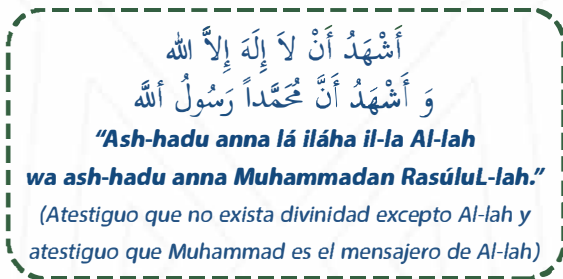 أَشْهَدُ أَنْ لاَ إِلَهَ إِلاَّ الله
وَ أَشْهَدُ أَنَّ مُحَمَّداً رَسُولُ أللَّه
“Ash-hadu anna lá iláha il-la Al-lah
wa ash-hadu anna Muhammadan RasúluL-lah.”
(Atestiguo que no exista divinidad excepto Al-lah y
atestiguo que Muhammad es el mensajero de Al-lah)